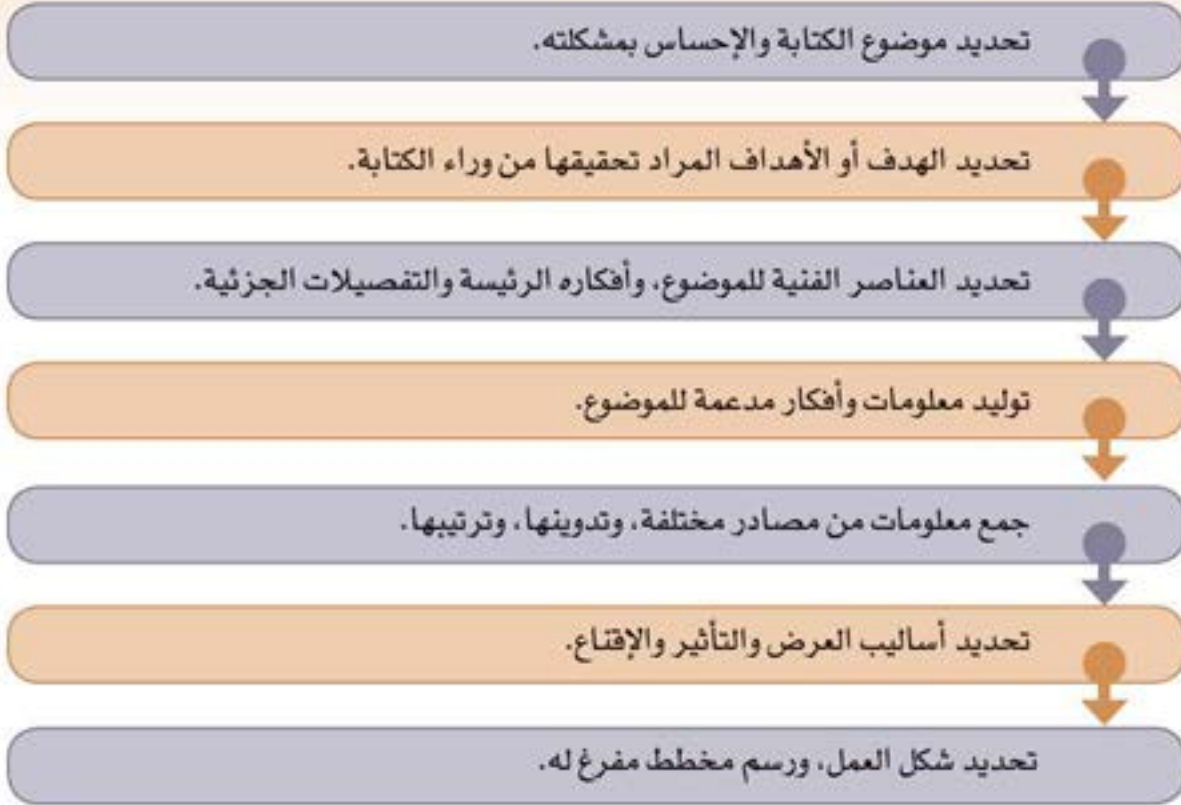 تحديد موضوع الكتابة والإحساس بمشكلته.
تحديد الهدف أو الأهداف المراد تحقيقها من وراء الكتابة.
تحديد العناصر الفنية للموضوع، وأفكاره الرئيسة والتفصيلات الجزئية.
توليد معلومات وأفكار مدعمة للموضوع.
جمع معلومات من مصادر مختلفة، وتدوينها، وترتيبها.
تحديد أساليب العرض والتأثير والإقناع.
تحديد شكل العمل، ورسم مخطط مفرغ له.